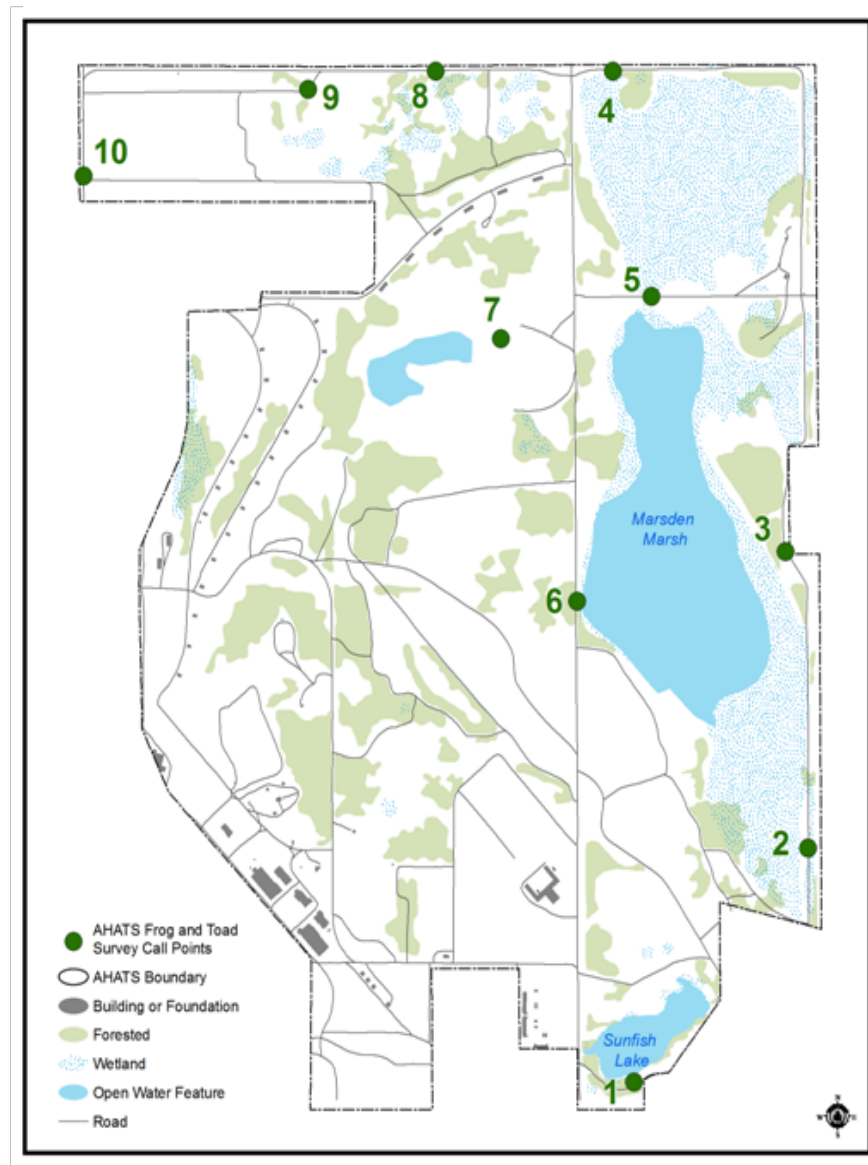 9
8
4
10
5
7
Marsden
Marsh
3
6
2
AHATS Frog and Toad
Survey Call Points
AHATS Boundary
Building or Foundation
Forested
Wetland
Open Water Feature
Road
Sunfish
Lake
1
N
W
E
S